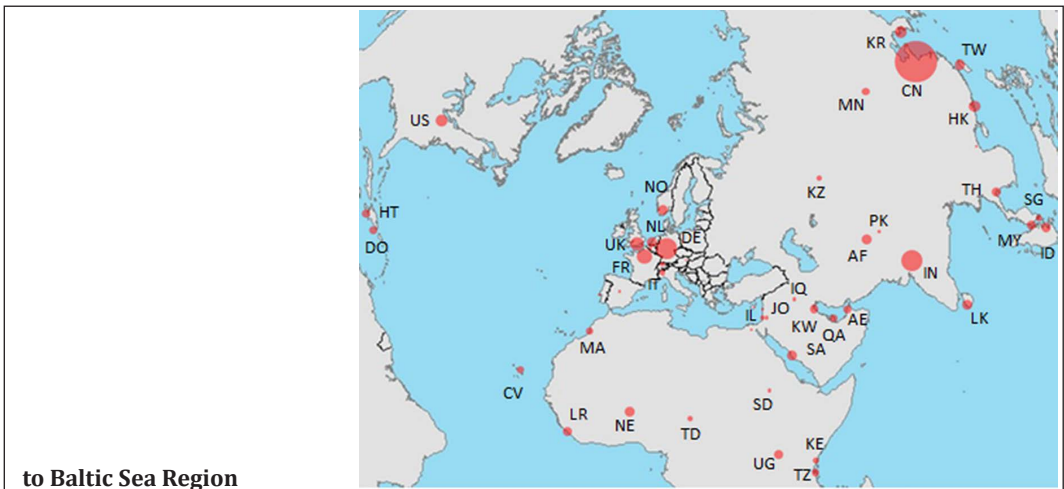 KR
TW
CN
MN
US
HK
NO
KZ
TH
SG
HT
NL
PK
DO
UK
DE
MY
ID
AF
FR
IN
IT
IQ
IL
JO
KW
AE
QA
LK
MA
SA
CV
SD
LR
NE
TD
KE
UG
TZ
to Baltic Sea Region